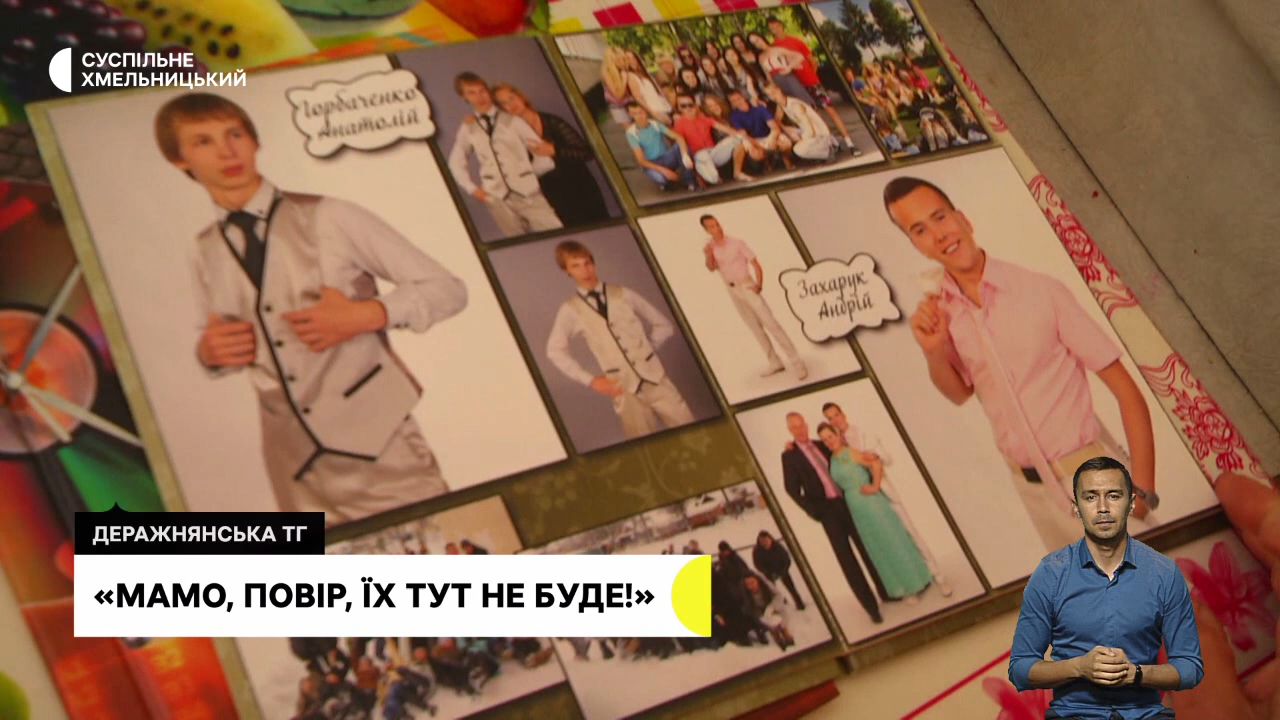 СУСПІЛЬНЕ
ХМЕЛЬНИЦЬКИЙ
Горбаченко
Анатолій
Захарук
Андрій
ДЕРАЖНЯНСЬКА ТГ
«МАМО, ПОВІР, ЇХ ТУТ НЕ БУДЕ!»